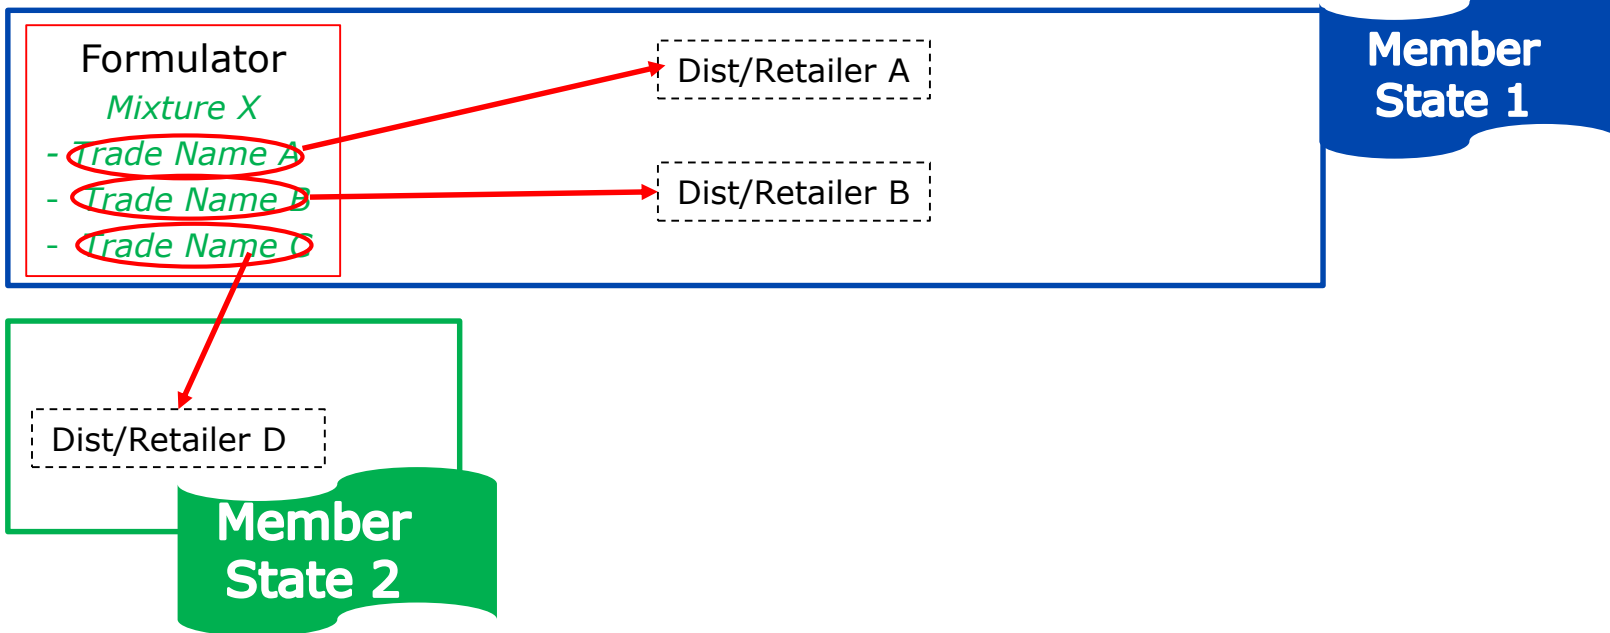 Formulator
Mixture X
- Trade Name A
- Trade Name B
- Trade Name C
Dist/Retailer A
Dist/Retailer B
Member
State 1
Dist/Retailer D
Member
State 2